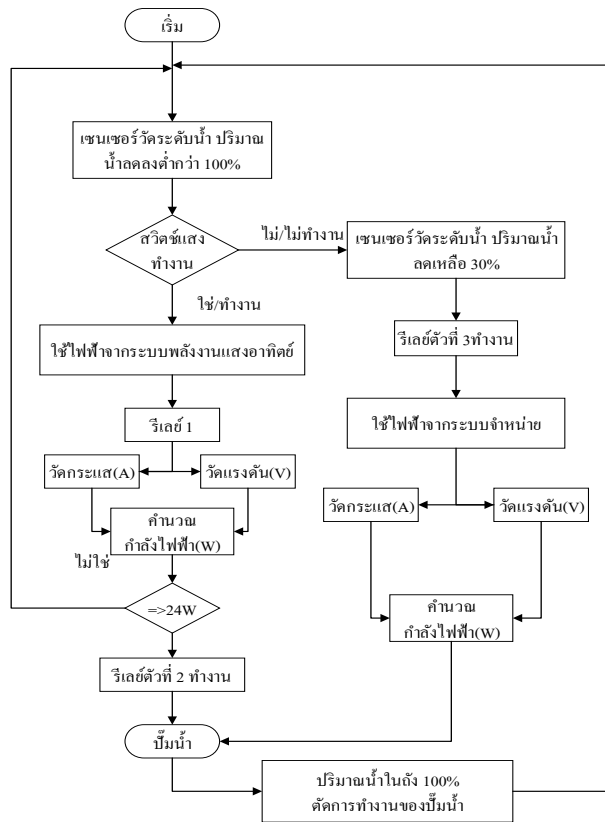 เริ่ม
เซนเซอร์วัดระดับน้ำ ปริมาณ
น้ำลดลงต่ำกว่า 100%
สวิตช์แสง
ทำงาน
ไม่/ไม่ทำงาน
เซนเซอร์วัดระดับน้ำ ปริมาณน้ำ
ลดเหลือ 30%
ใช่/ทำงาน
ใช้ไฟฟ้าจากระบบพลังงานแสงอาทิตย์
รีเลย์ตัวที่ 3ทำงาน
รีเลย์ 1
ใช้ไฟฟ้าจากระบบจำหน่าย
วัดกระแส(A)
วัดแรงดัน(V)
วัดกระแส(A)
วัดแรงดัน(V)
คำนวณ
กำลังไฟฟ้า(W)
ไม่ใช่
=>24W
คำนวณ
กำลังไฟฟ้า(W)
รีเลย์ตัวที่ 2 ทำงาน
ปั๊มน้ำ
ปริมาณน้ำในถัง 100%
ตัดการทำงานของปั๊มน้ำ